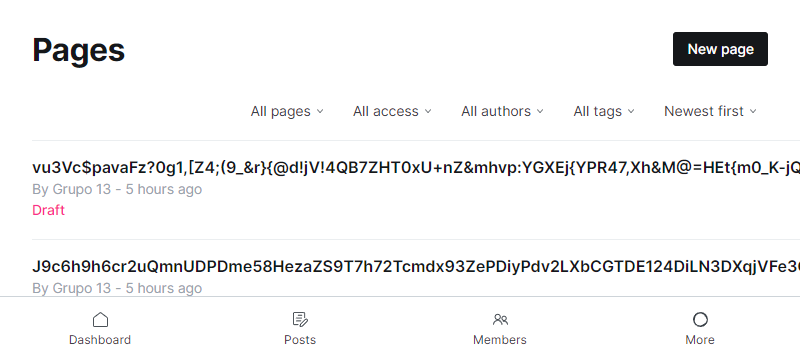 Pages
New page
All pages
All access
All authors
All tags
Newest first
vu3Vc$pavaFz?0g1,[Z4;(9_&r}{@d!jV!4QB7ZHT0xU+nZ&mhvp:YGXEj{YPR47,Xh&M@=HEt{m0_K-jQ
By Grupo 13 - 5 hours ago
Draft
J9c6h9h6cr2uQmnUDPDme58HezaZS9T7h72Tcmdx93ZePDiyPdv2LXbCGTDE124DiLN3DXqjVFe3
By Grupo 13 - 5 hours ago
Dashboard
Posts
Members
More